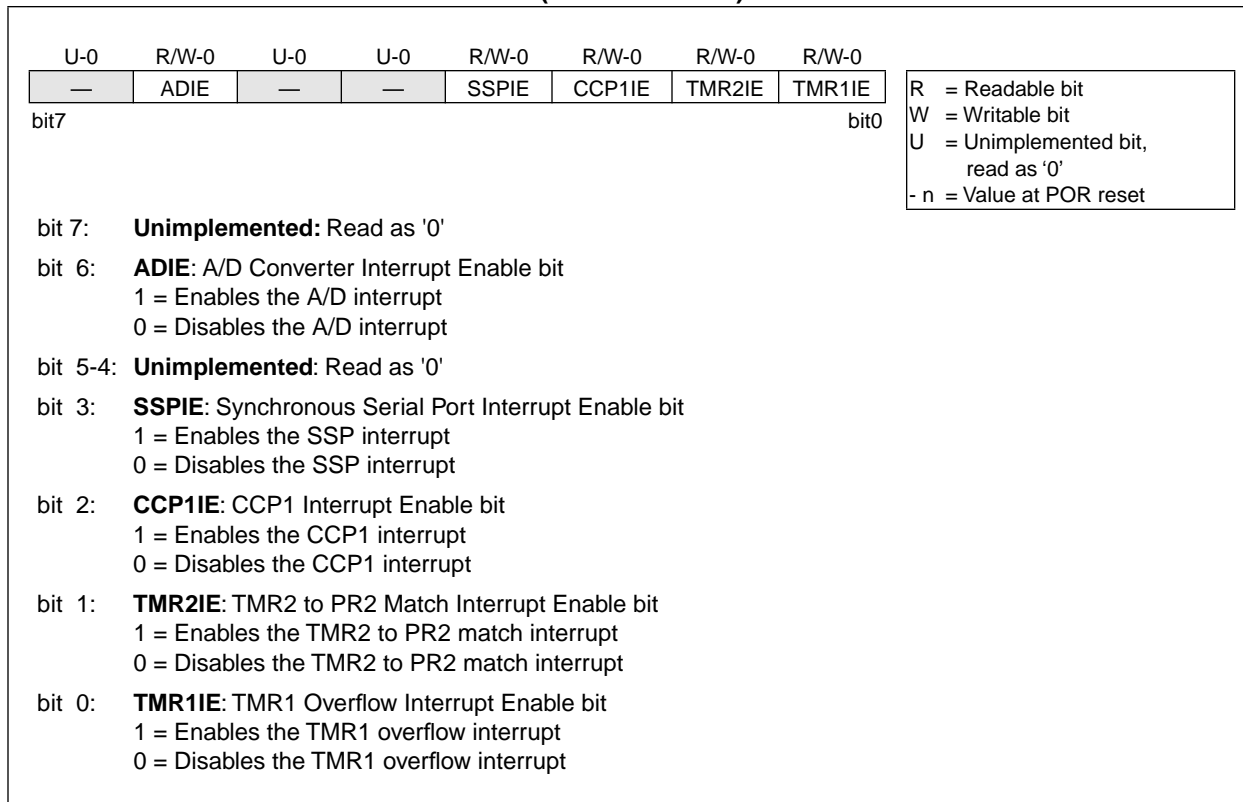 U-0 R/W-0 U-0 U-0 R/W-0 R/W-0 R/W-0 R/W-0
— ADIE — — SSPIE CCP1IE TMR2IE TMR1IE
bit7 bit0
R = Readable bit
W = Writable bit
U = Unimplemented bit,
read as ‘0’
- n = Value at POR reset
bit 7: Unimplemented: Read as '0'
bit 6: ADIE: A/D Converter Interrupt Enable bit
1 = Enables the A/D interrupt
0 = Disables the A/D interrupt
bit 5-4: Unimplemented: Read as '0'
bit 3: SSPIE: Synchronous Serial Port Interrupt Enable bit
1 = Enables the SSP interrupt
0 = Disables the SSP interrupt
bit 2: CCP1IE: CCP1 Interrupt Enable bit
1 = Enables the CCP1 interrupt
0 = Disables the CCP1 interrupt
bit 1: TMR2IE: TMR2 to PR2 Match Interrupt Enable bit
1 = Enables the TMR2 to PR2 match interrupt
0 = Disables the TMR2 to PR2 match interrupt
bit 0: TMR1IE: TMR1 Overflow Interrupt Enable bit
1 = Enables the TMR1 overflow interrupt
0 = Disables the TMR1 overflow interrupt